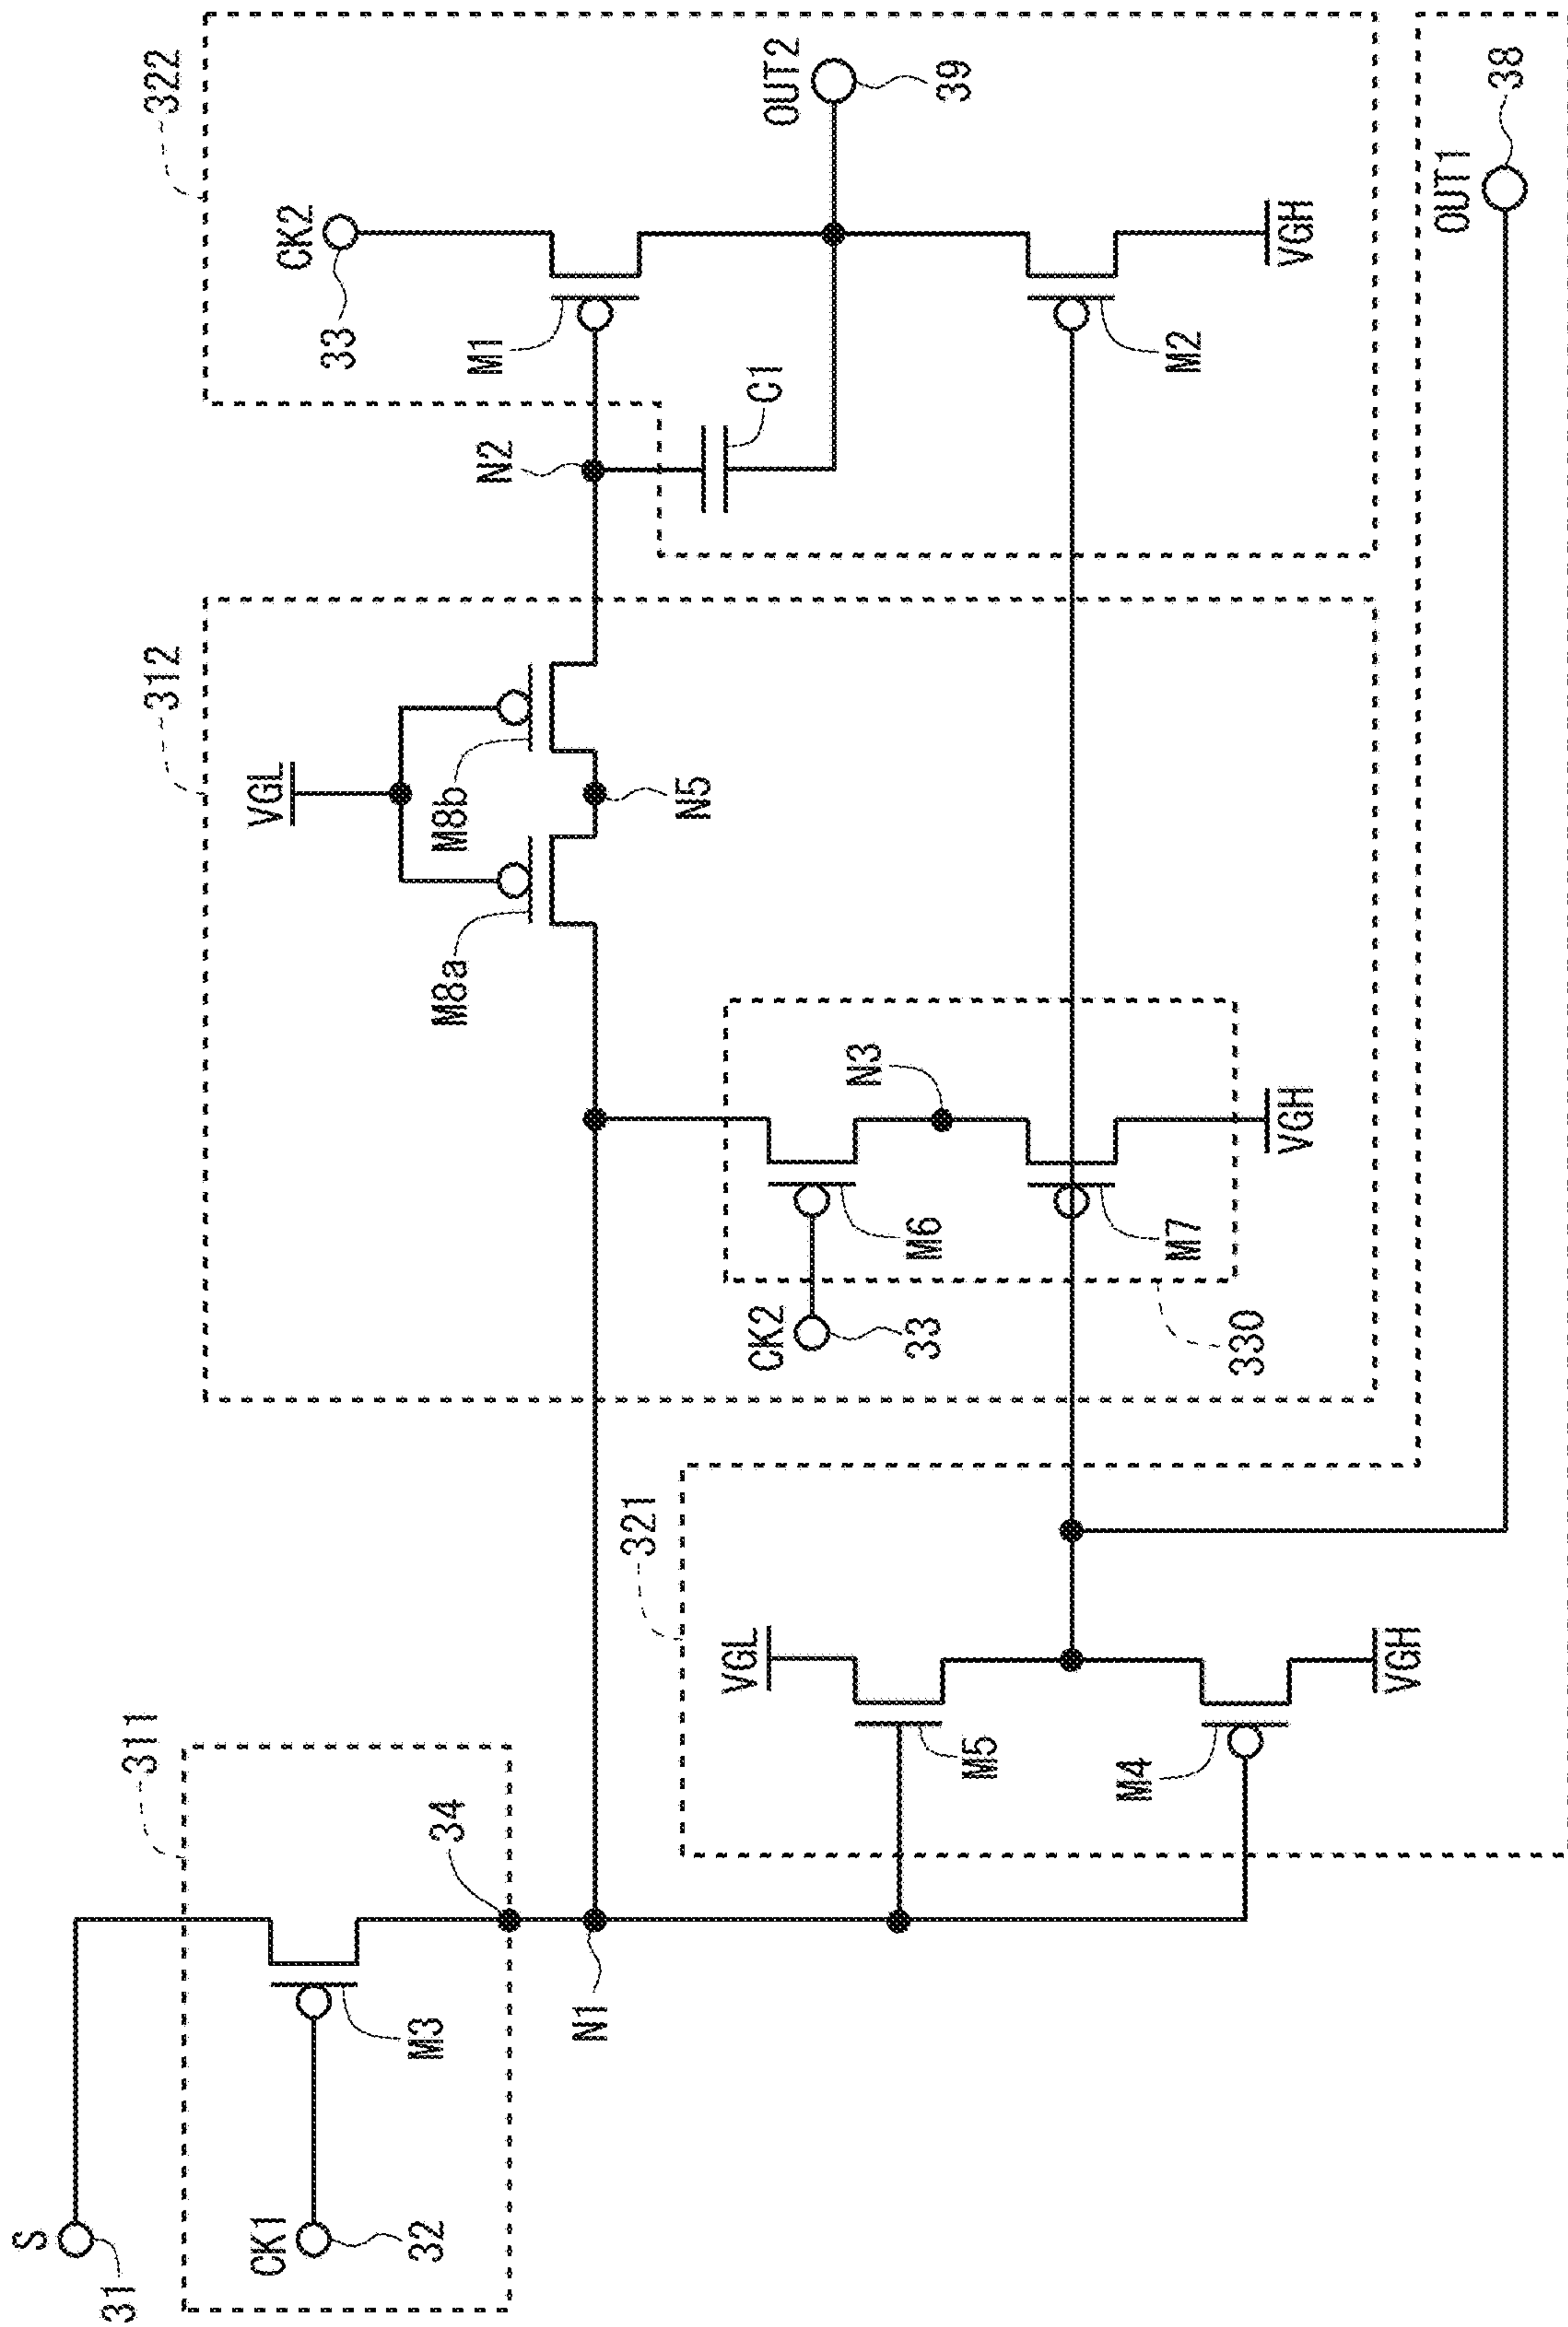 S
31
CK1
32
M3
311
34
N1
321
VGL
M5
M4
VGH
312
VGL
M8a
M8b
N5
CK2
33
M6
N3
M7
VGH
330
322
CK2
33
M1
N2
C1
OUT2
39
M2
VGH
OUT1
38